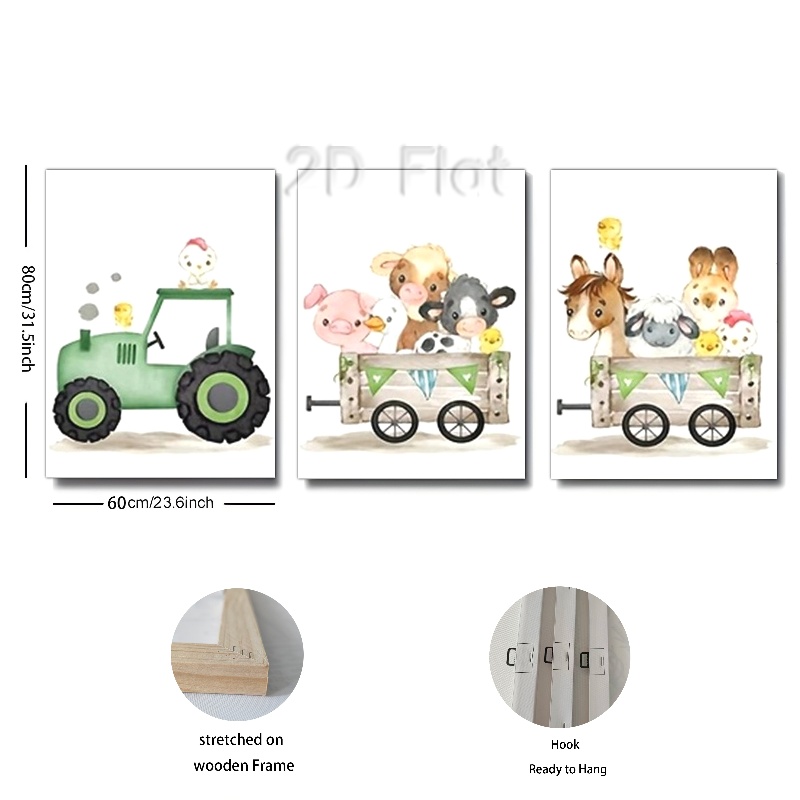 2D Flat
80cm/31.5inch
60cm/23.6inch
stretched on
wooden Frame
Hook
Ready to Hang